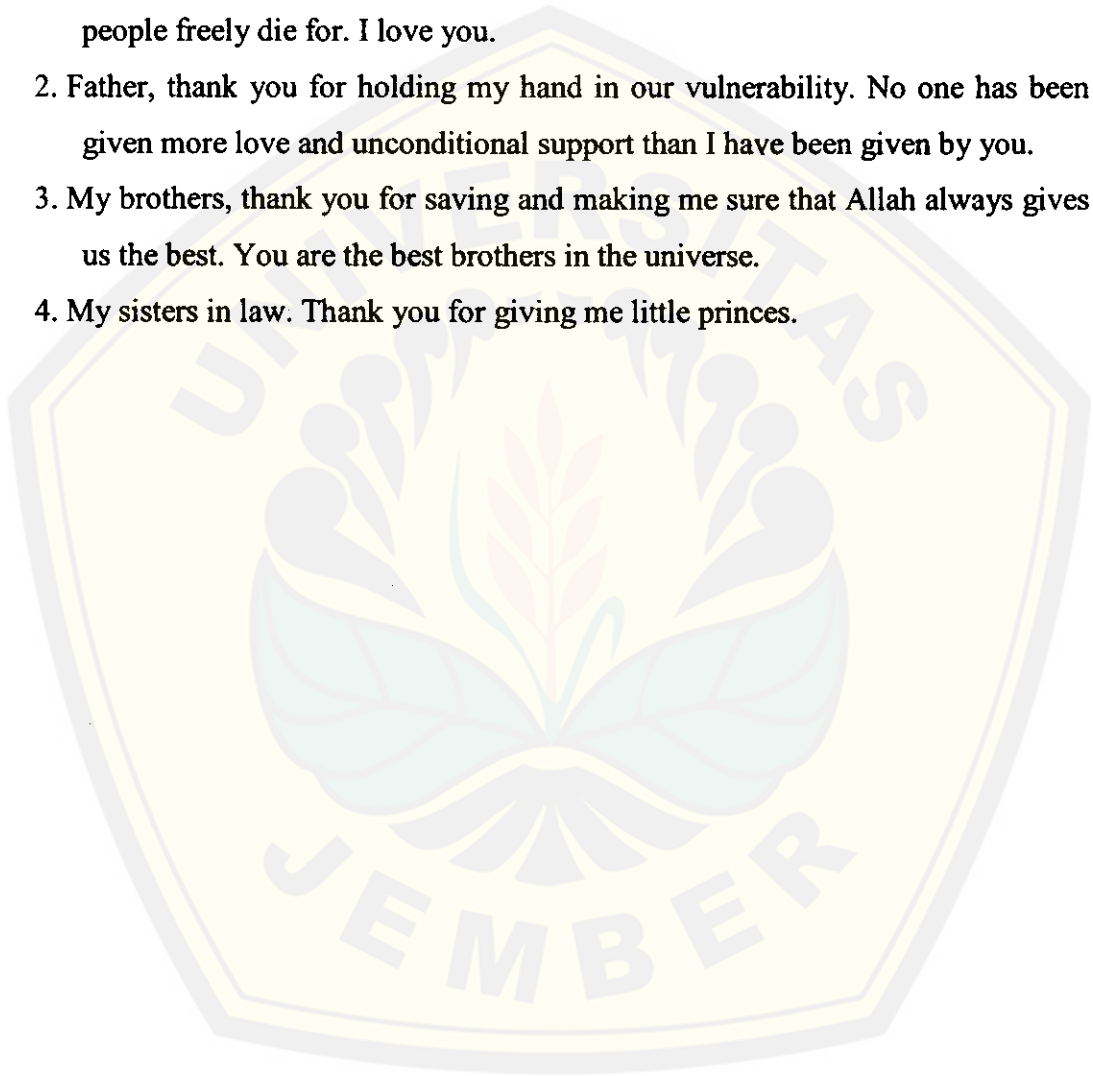 people freely die for. I love you.
2. Father, thank you for holding my hand in our vulnerability. No one has been
given more love and unconditional support than I have been given by you.
3. My brothers, thank you for saving and making me sure that Allah always gives
us the best. You are the best brothers in the universe.
4. My sisters in law. Thank you for giving me little princes.
UNIVERSITAS
JEMBER